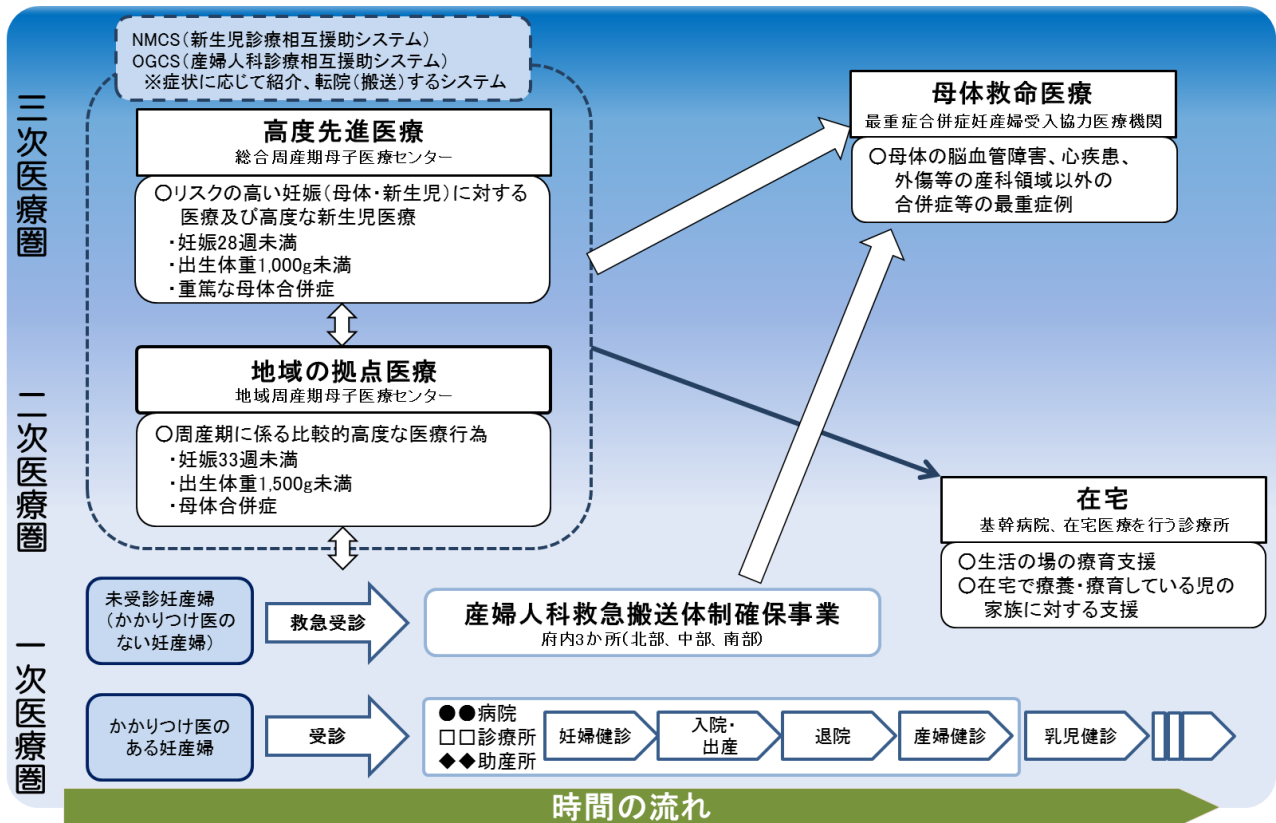 NMCS(新生児診療相互援助システム)
OGCS(産婦人科診療相互援助システム)
※症状に応じて紹介、転院(搬送)するシステム
三次医療圏
高度先進医療
総合周産期母子医療センター
○リスクの高い妊娠(母体・新生児)に対する
医療及び高度な新生児医療
・妊娠28週未満
・出生体重1,000g未満
・重篤な母体合併症
母体救命医療
最重症合併症妊産婦受入協力医療機関
○母体の脳血管障害、心疾患、
外傷等の産科領域以外の
合併症等の最重症例
二次医療圏
地域の拠点医療
地域周産期母子医療センター
○周産期に係る比較的高度な医療行為
・妊娠33週未満
・出生体重1,500g未満
・母体合併症
在宅
基幹病院、在宅医療を行う診療所
○生活の場の療育支援
○在宅で療養・療育している児の
家族に対する支援
一次医療圏
未受診妊産婦
(かかりつけ医の
ない妊産婦)
救急受診
産婦人科救急搬送体制確保事業
府内3か所(北部、中部、南部)
かかりつけ医の
ある妊産婦
受診
●●病院
□□診療所
◆◆助産所
妊婦健診
入院・
出産
退院
産婦健診
乳児健診
時間の流れ